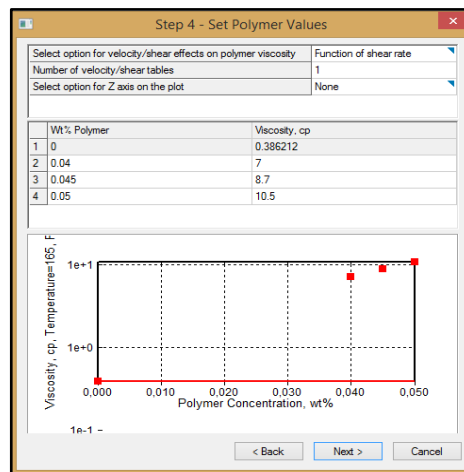 Step 4 - Set Polymer Values
Select option for velocity/shear effects on polymer viscosity Function of shear rate
Number of velocity/shear tables 1
Select option for Z axis on the plot None
Wt% Polymer Viscosity, cp
1 0 0.386212
2 0.04 7
3 0.045 8.7
4 0.05 10.5
Viscosity, cp, Temperature=165,
1e+1
1e+0
1e-1
0,000 0,010 0,020 0,030 0,040 0,050
Polymer Concentration, wt%
< Back Next > Cancel